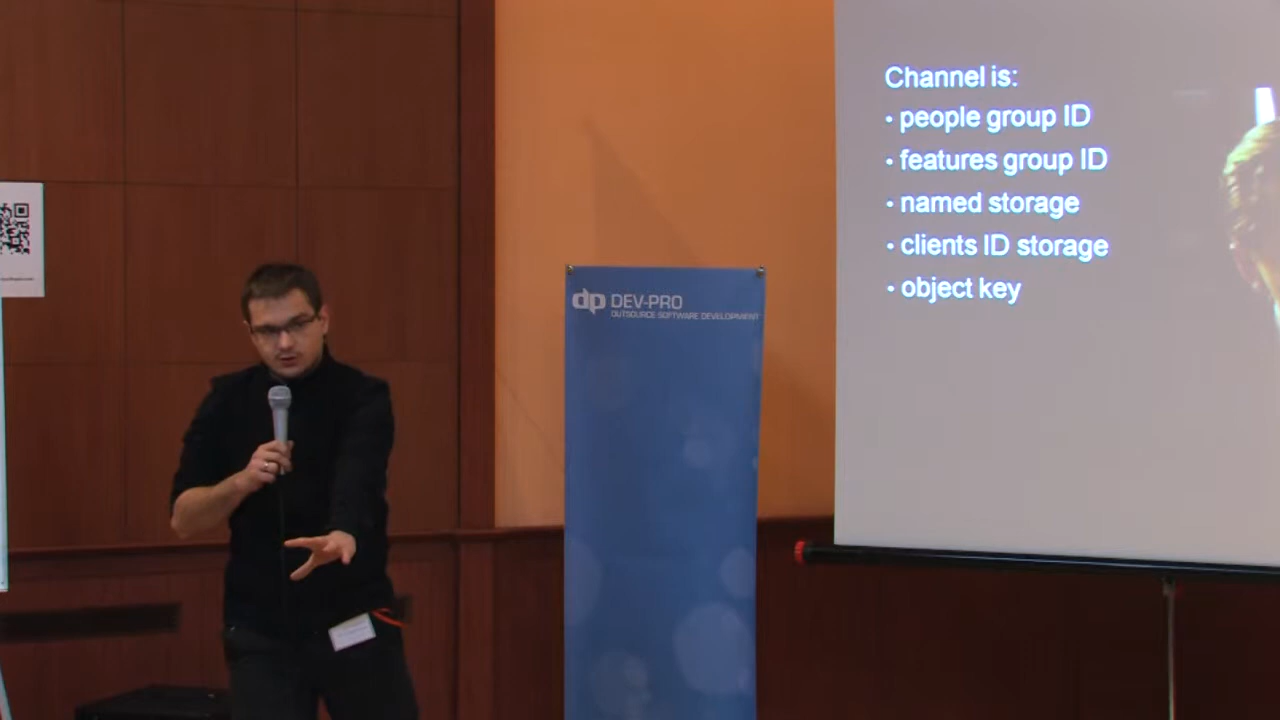 Channel is:
• people group ID
• features group ID
• named storage
• clients ID storage
• object key
dp DEV-PRO
OUTSOURCE SOFTWARE DEVELOPMENT